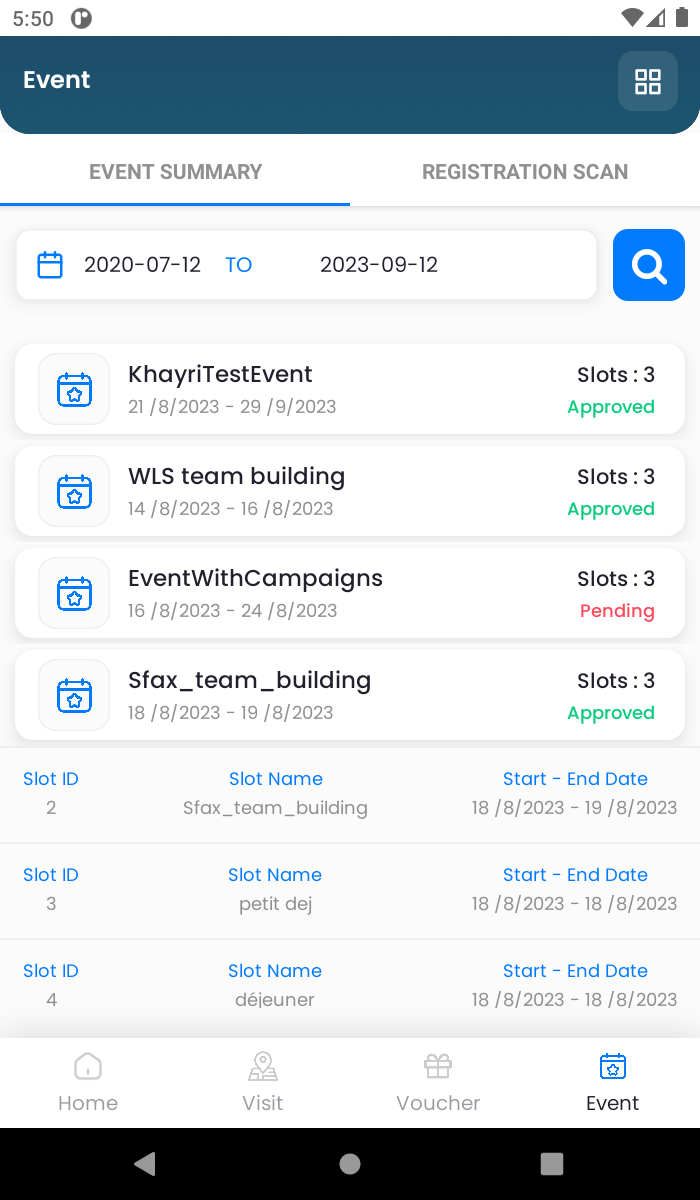 5:50
Event
EVENT SUMMARY REGISTRATION SCAN
2020-07-12 TO 2023-09-12
KhayriTestEvent Slots : 3
21 /8/2023 - 29 /9/2023 Approved
WLS team building Slots : 3
14 /8/2023 - 16 /8/2023 Approved
EventWithCampaigns Slots : 3
16 /8/2023 - 24 /8/2023 Pending
Sfax_team_building Slots : 3
18 /8/2023 - 19 /8/2023 Approved
Slot ID Slot Name Start - End Date
2 Sfax_team_building 18 /8/2023 - 19 /8/2023
Slot ID Slot Name Start - End Date
3 petit dej 18 /8/2023 - 18 /8/2023
Slot ID Slot Name Start - End Date
4 déjeuner 18 /8/2023 - 18 /8/2023
Home Visit Voucher Event